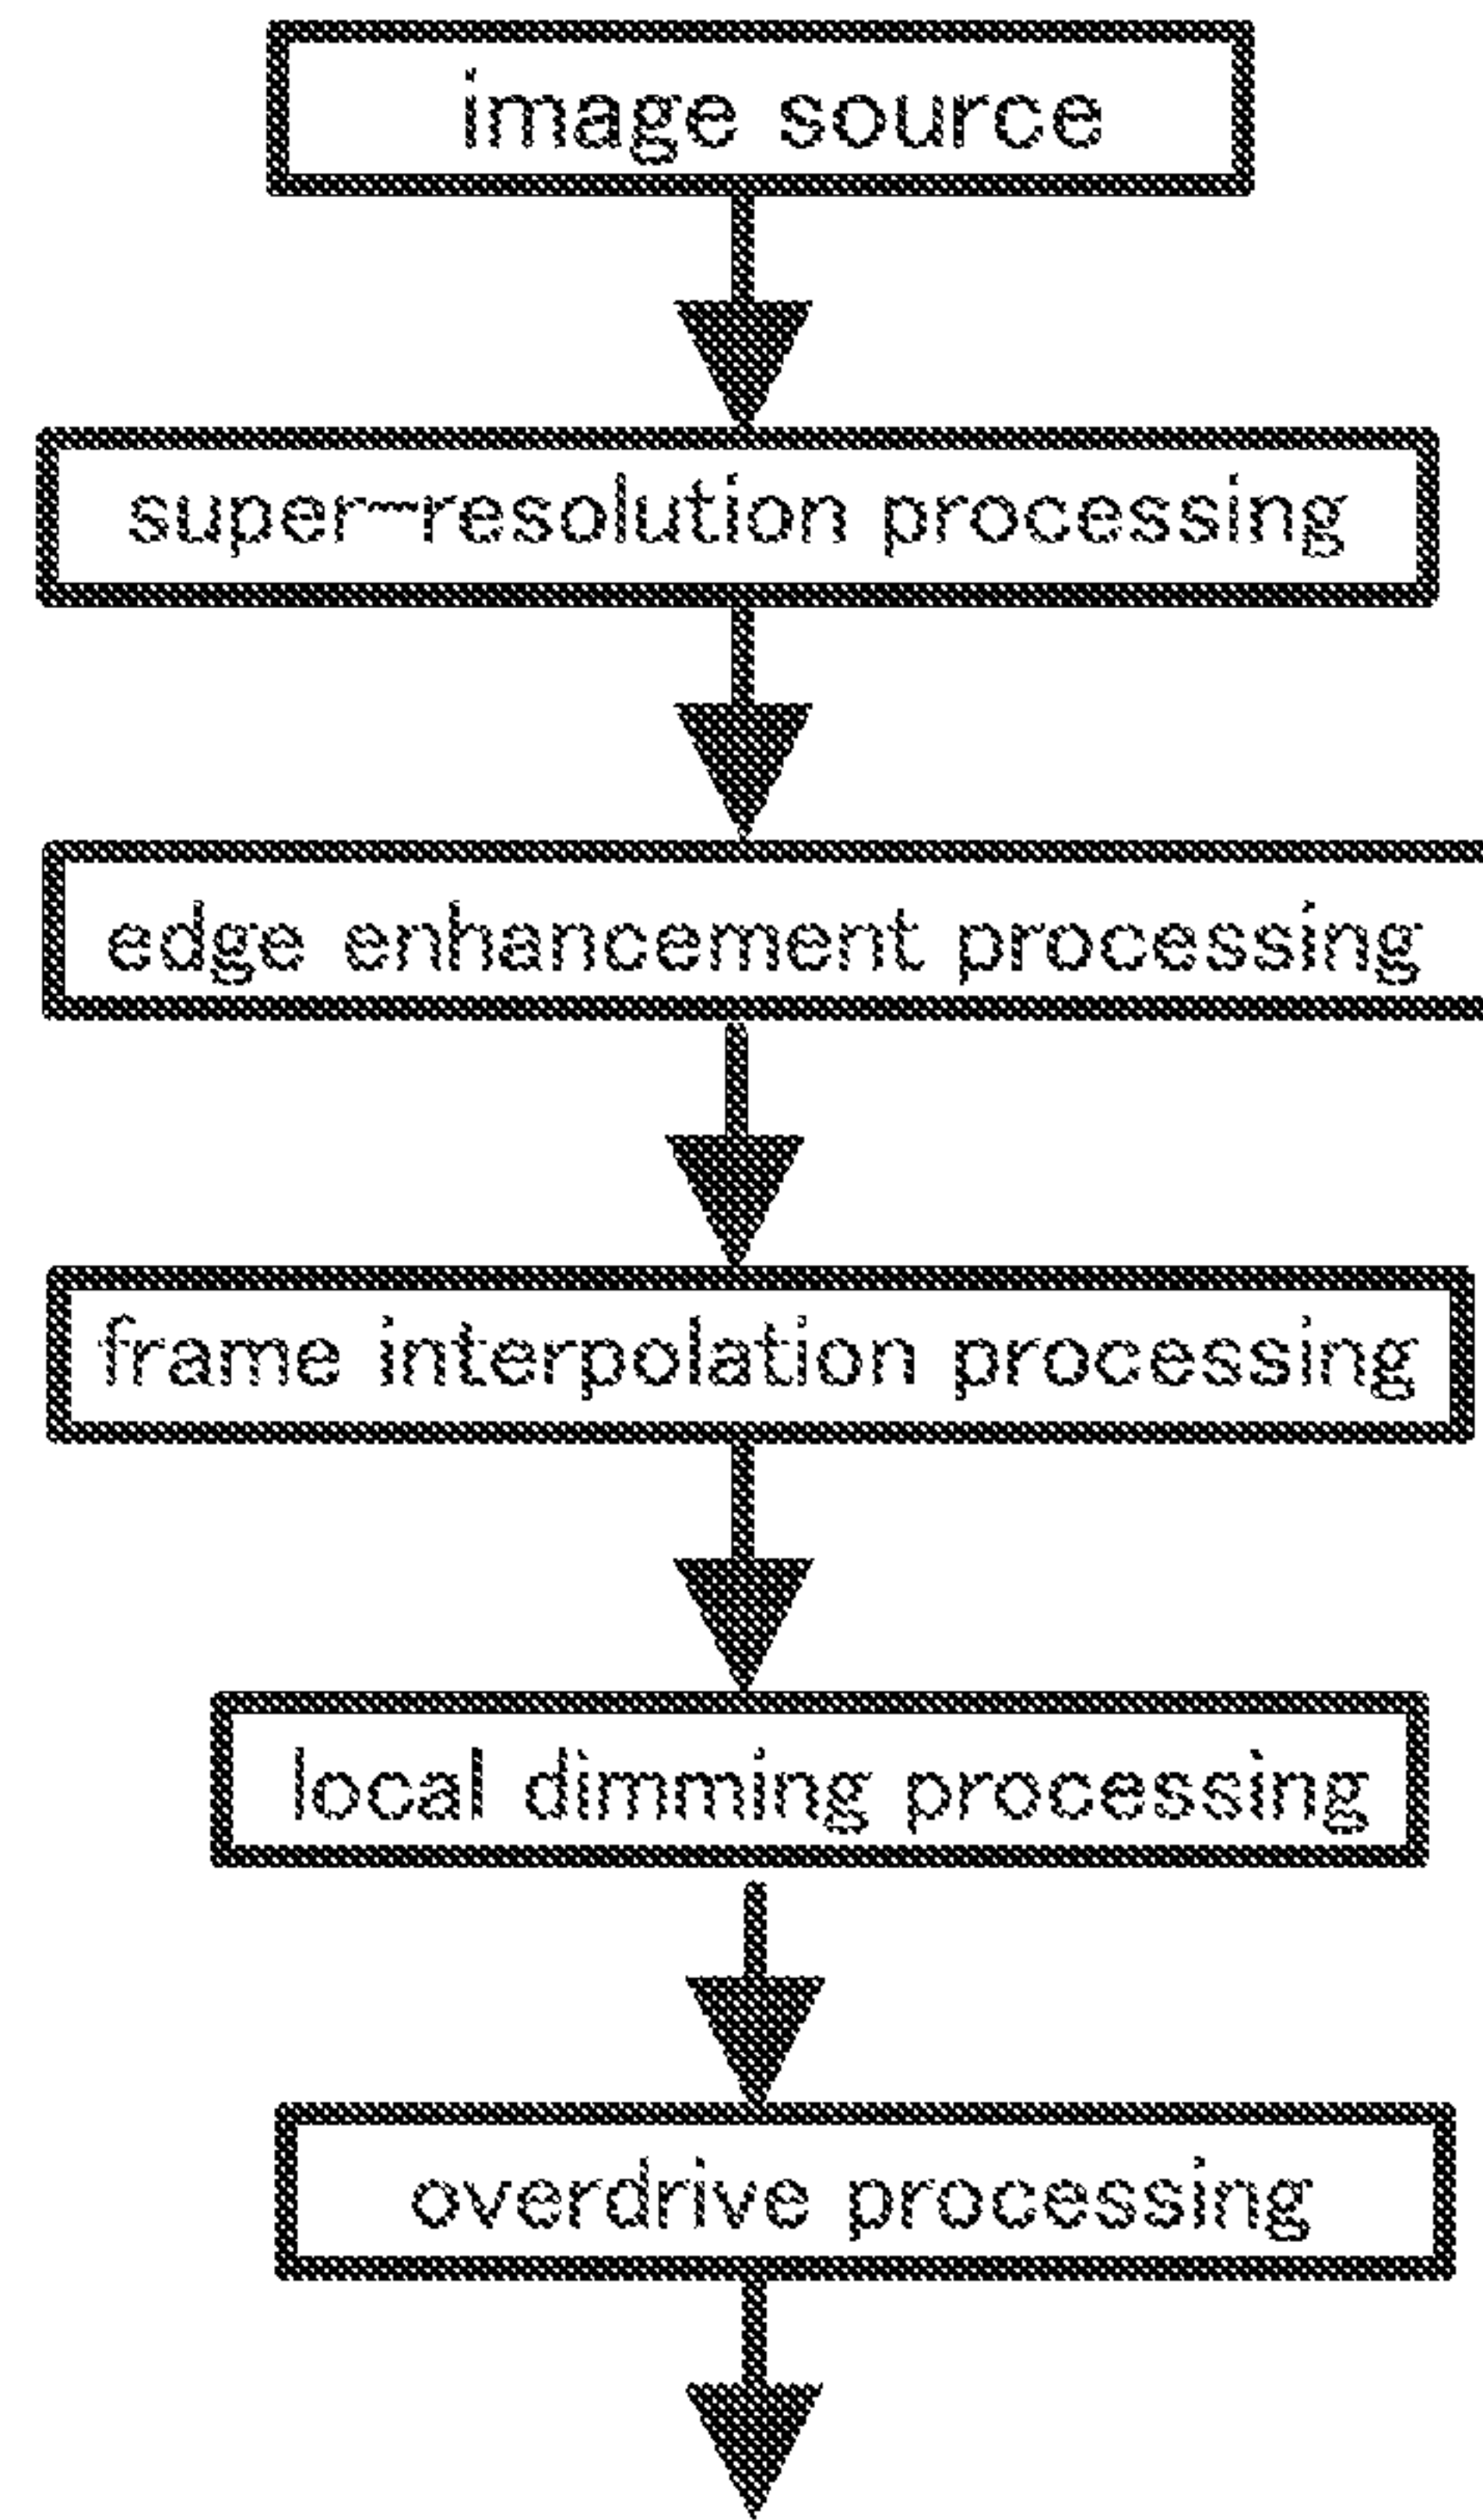 image source
super-resolution processing
edge enhancement processing
frame interpolation processing
local dimming processing
overdrive processing